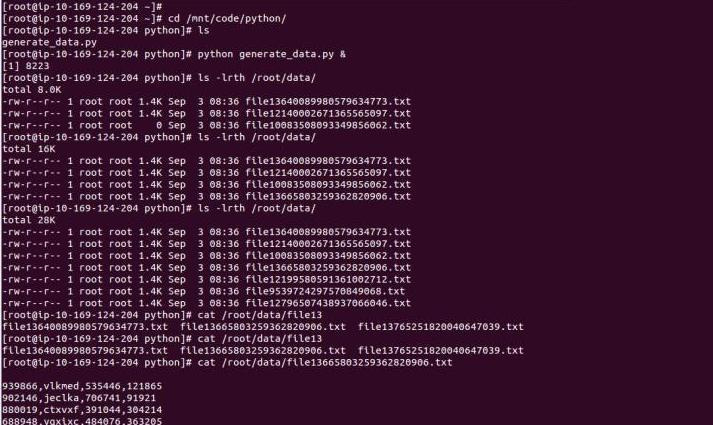 [root@ip-10-169-124-204 ~]#
[root@ip-10-169-124-204 ~]# cd /mnt/code/python/
[root@ip-10-169-124-204 python]# ls
generate_data.py
[root@ip-10-169-124-204 python]# python generate_data.py &
[1] 8223
[root@ip-10-169-124-204 python]# ls -lrth /root/data/
total 8.0K
-rw-r--r-- 1 root root 1.4K Sep  3 08:36 file13640089980579634773.txt
-rw-r--r-- 1 root root 1.4K Sep  3 08:36 file12140002671365565097.txt
-rw-r--r-- 1 root root    0 Sep  3 08:36 file10083508093349856062.txt
[root@ip-10-169-124-204 python]# ls -lrth /root/data/
total 16K
-rw-r--r-- 1 root root 1.4K Sep  3 08:36 file13640089980579634773.txt
-rw-r--r-- 1 root root 1.4K Sep  3 08:36 file12140002671365565097.txt
-rw-r--r-- 1 root root 1.4K Sep  3 08:36 file10083508093349856062.txt
-rw-r--r-- 1 root root 1.4K Sep  3 08:36 file13665803259362820906.txt
[root@ip-10-169-124-204 python]# ls -lrth /root/data/
total 28K
-rw-r--r-- 1 root root 1.4K Sep  3 08:36 file13640089980579634773.txt
-rw-r--r-- 1 root root 1.4K Sep  3 08:36 file12140002671365565097.txt
-rw-r--r-- 1 root root 1.4K Sep  3 08:36 file10083508093349856062.txt
-rw-r--r-- 1 root root 1.4K Sep  3 08:36 file13665803259362820906.txt
-rw-r--r-- 1 root root 1.4K Sep  3 08:36 file12199580591361002712.txt
-rw-r--r-- 1 root root 1.4K Sep  3 08:36 file9539724297570849068.txt
-rw-r--r-- 1 root root 1.4K Sep  3 08:36 file12796507438937066046.txt
[root@ip-10-169-124-204 python]# cat /root/data/file13
file13640089980579634773.txt  file13665803259362820906.txt  file13765251820040647039.txt
[root@ip-10-169-124-204 python]# cat /root/data/file13
file13640089980579634773.txt  file13665803259362820906.txt  file13765251820040647039.txt
[root@ip-10-169-124-204 python]# cat /root/data/file13665803259362820906.txt
939866,vlkmed,535446,121865
902146,jeclka,706741,91921
880019,ctxvxf,391044,304214
688948,vqxixc,484076,363205